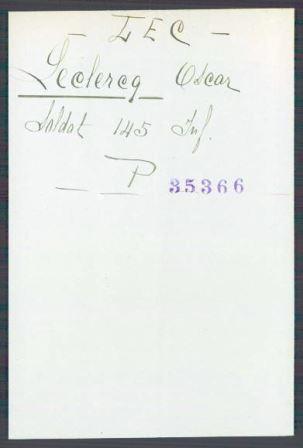 - LEC -
Leclercq Oscar
Soldat 145 Inf.
P 35366